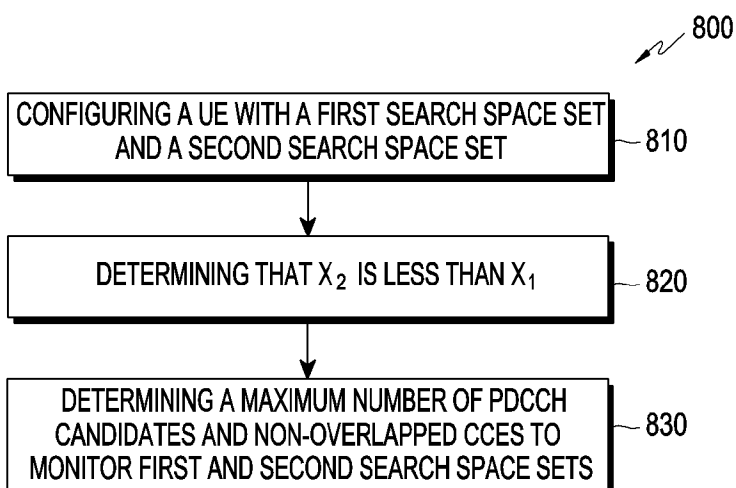 800
CONFIGURING A UE WITH A FIRST SEARCH SPACE SET
AND A SECOND SEARCH SPACE SET
810
DETERMINING THAT X2 IS LESS THAN X1
820
DETERMINING A MAXIMUM NUMBER OF PDCCH
CANDIDATES AND NON-OVERLAPPED CCES TO
MONITOR FIRST AND SECOND SEARCH SPACE SETS
830